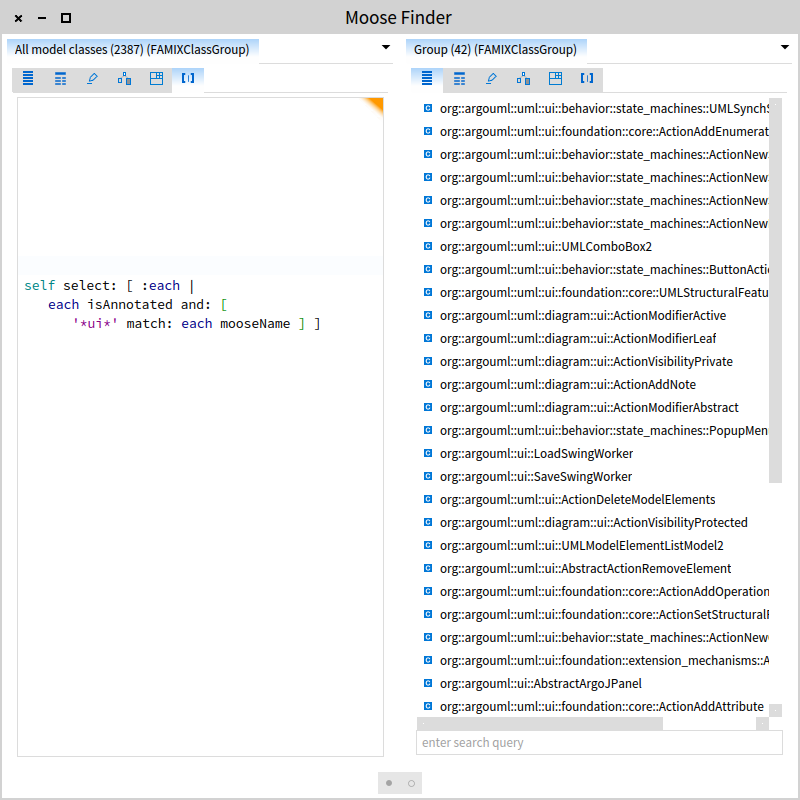 Moose Finder
All model classes (2387) (FAMIXClassGroup)
self select: [ :each |
each isAnnotated and: [
'*ui*' match: each mooseName ] ]
Group (42) (FAMIXClassGroup)
org::argouml::uml::ui::behavior::state_machines::UMLSynchS
org::argouml::uml::ui::foundation::core::ActionAddEnumerat
org::argouml::uml::ui::behavior::state_machines::ActionNew
org::argouml::uml::ui::behavior::state_machines::ActionNew
org::argouml::uml::ui::behavior::state_machines::ActionNew
org::argouml::uml::ui::behavior::state_machines::ActionNew
org::argouml::uml::ui::UMLComboBox2
org::argouml::uml::ui::behavior::state_machines::ButtonActi
org::argouml::uml::ui::foundation::core::UMLStructuralFeatu
org::argouml::uml::diagram::ui::ActionModifierActive
org::argouml::uml::diagram::ui::ActionModifierLeaf
org::argouml::uml::diagram::ui::ActionVisibilityPrivate
org::argouml::uml::diagram::ui::ActionAddNote
org::argouml::uml::diagram::ui::ActionModifierAbstract
org::argouml::uml::ui::behavior::state_machines::PopupMen
org::argouml::ui::LoadSwingWorker
org::argouml::ui::SaveSwingWorker
org::argouml::uml::ui::ActionDeleteModelElements
org::argouml::uml::diagram::ui::ActionVisibilityProtected
org::argouml::uml::ui::UMLModelElementListModel2
org::argouml::uml::ui::AbstractActionRemoveElement
org::argouml::uml::ui::foundation::core::ActionAddOperation
org::argouml::uml::ui::foundation::core::ActionSetStructuralF
org::argouml::uml::ui::behavior::state_machines::ActionNew
org::argouml::uml::ui::foundation::extension_mechanisms::A
org::argouml::ui::AbstractArgoJPanel
org::argouml::uml::ui::foundation::core::ActionAddAttribute
enter search query